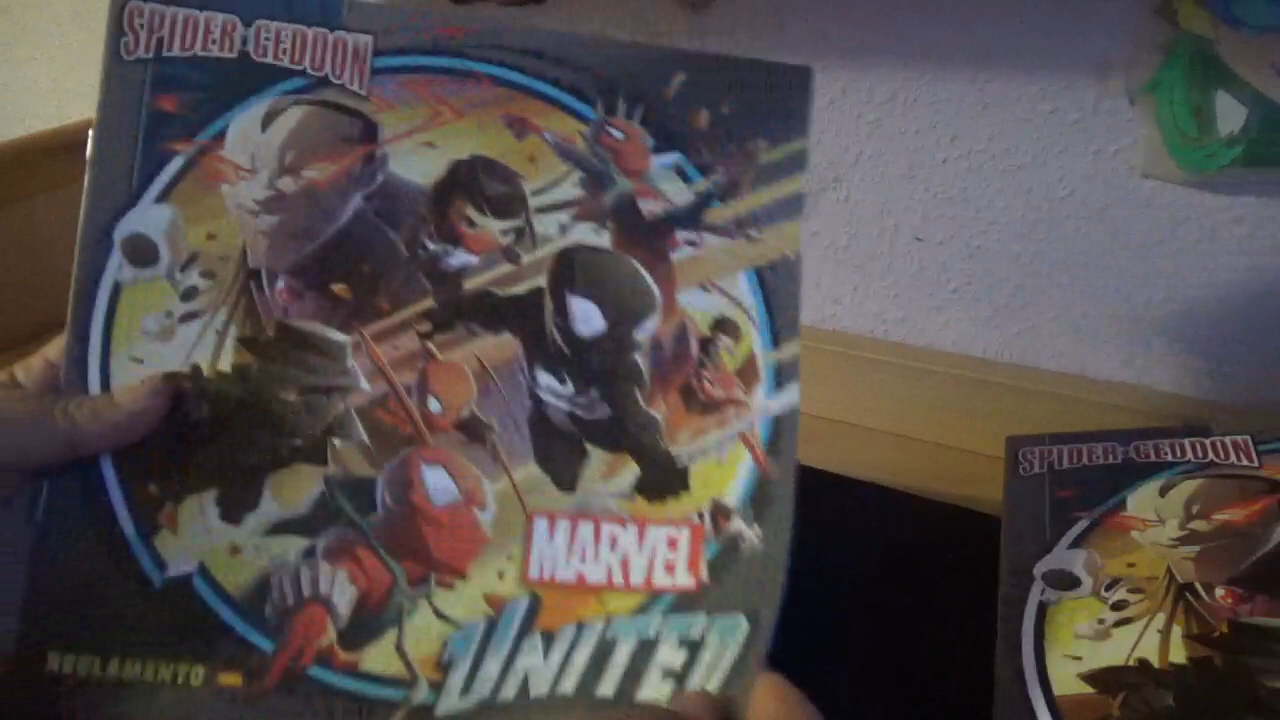 SPIDER-GEDDON
MARVEL
UNITED
REGLAMENTO
SPIDER-GEDDON